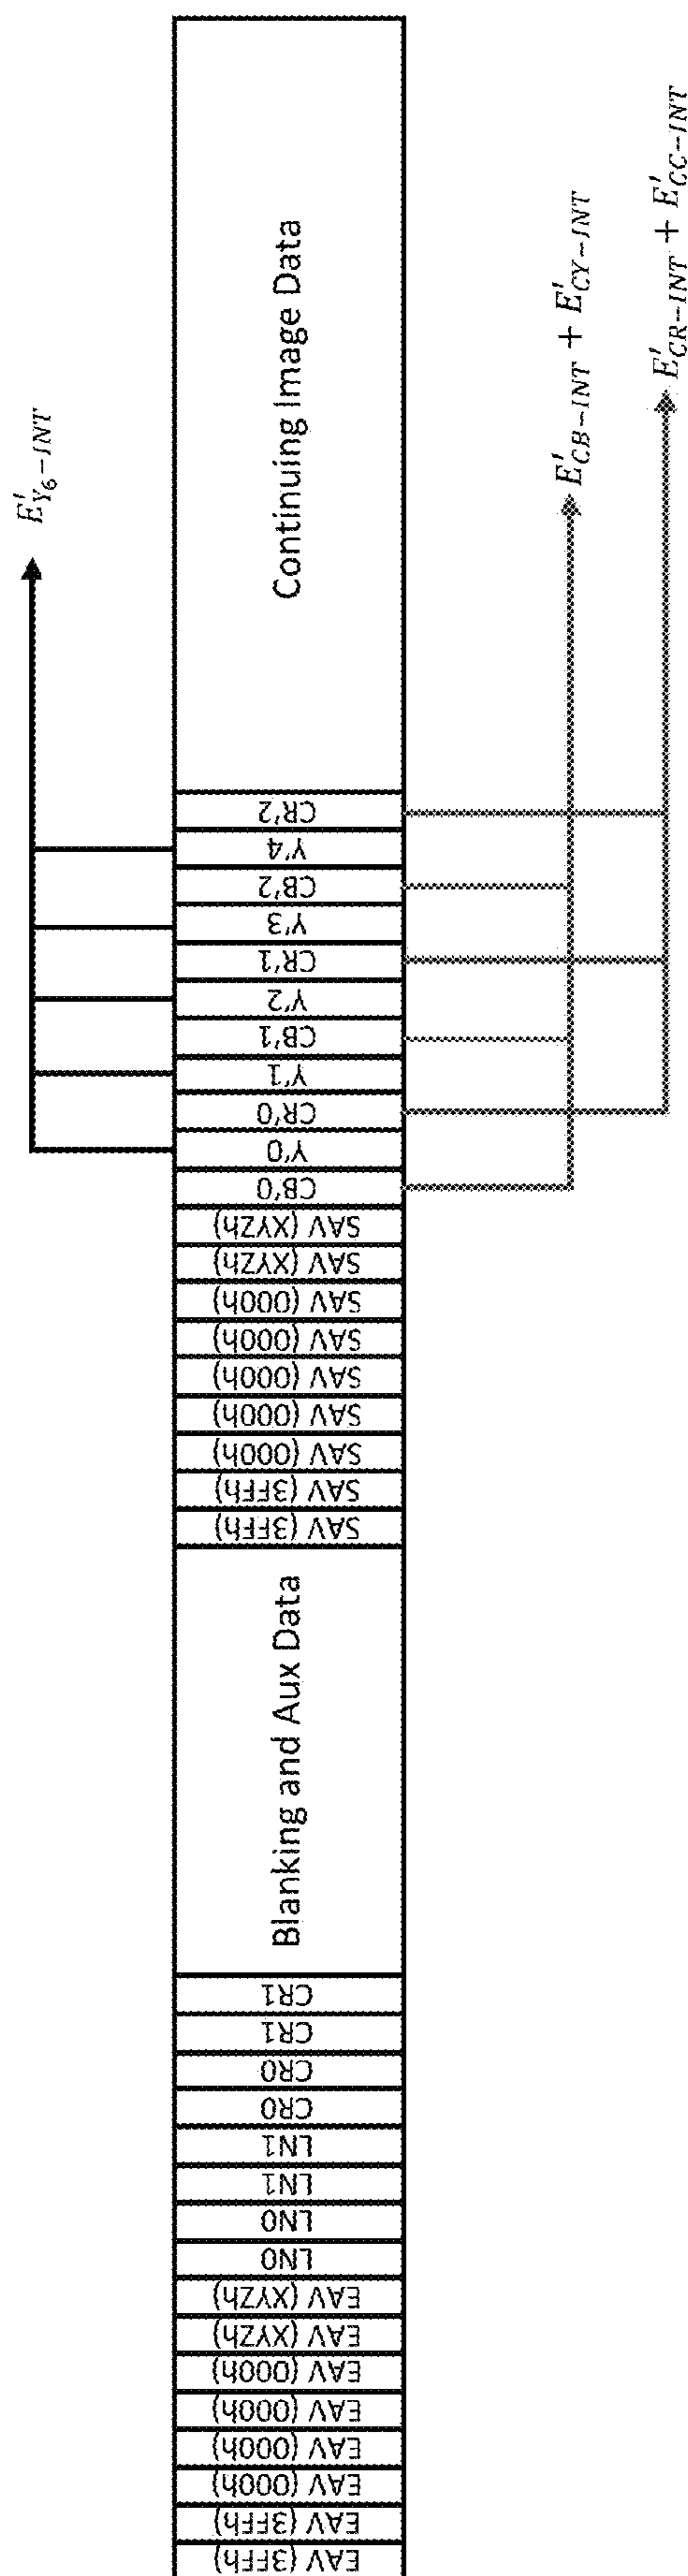 E'Y₆−INT
EAV (3FFh)
EAV (3FFh)
EAV (000h)
EAV (000h)
EAV (000h)
EAV (000h)
EAV (XYZh)
EAV (XYZh)
LN0
LN0
LN1
LN1
CR0
CR0
CR1
CR1
Blanking and Aux Data
SAV (3FFh)
SAV (3FFh)
SAV (000h)
SAV (000h)
SAV (000h)
SAV (000h)
SAV (000h)
SAV (XYZh)
SAV (XYZh)
CB'0
Y'0
CR'0
Y'1
CB'1
Y'2
CR'1
Y'3
CB'2
Y'4
CR'2
Continuing Image Data
E'CB−INT + E'CY−INT
E'CR−INT + E'CC−INT